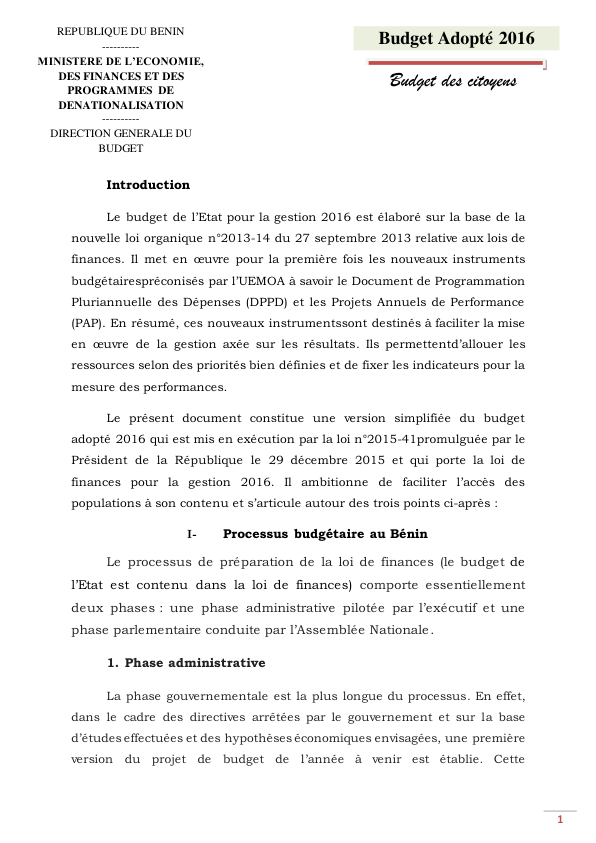 REPUBLIQUE DU BENIN
----------
MINISTERE DE L'ECONOMIE,
DES FINANCES ET DES
PROGRAMMES DE
DENATIONALISATION
----------
DIRECTION GENERALE DU
BUDGET
Budget Adopté 2016
Budget des citoyens
Introduction
Le budget de l'Etat pour la gestion 2016 est élaboré sur la base de la
nouvelle loi organique n°2013-14 du 27 septembre 2013 relative aux lois de
finances. Il met en œuvre pour la première fois les nouveaux instruments
budgétairespréconisés par l'UEMOA à savoir le Document de Programmation
Pluriannuelle des Dépenses (DPPD) et les Projets Annuels de Performance
(PAP). En résumé, ces nouveaux instrumentssont destinés à faciliter la mise
en œuvre de la gestion axée sur les résultats. Ils permettentd'allouer les
ressources selon des priorités bien définies et de fixer les indicateurs pour la
mesure des performances.
Le présent document constitue une version simplifiée du budget
adopté 2016 qui est mis en exécution par la loi n°2015-41promulguée par le
Président de la République le 29 décembre 2015 et qui porte la loi de
finances pour la gestion 2016. Il ambitionne de faciliter l'accès des
populations à son contenu et s'articule autour des trois points ci-après :
I- Processus budgétaire au Bénin
Le processus de préparation de la loi de finances (le budget de
l'Etat est contenu dans la loi de finances) comporte essentiellement
deux phases : une phase administrative pilotée par l'exécutif et une
phase parlementaire conduite par l'Assemblée Nationale.
1. Phase administrative
La phase gouvernementale est la plus longue du processus. En effet,
dans le cadre des directives arrêtées par le gouvernement et sur la base
d'études effectuées et des hypothèses économiques envisagées, une première
version du projet de budget de l'année à venir est établie. Cette
1